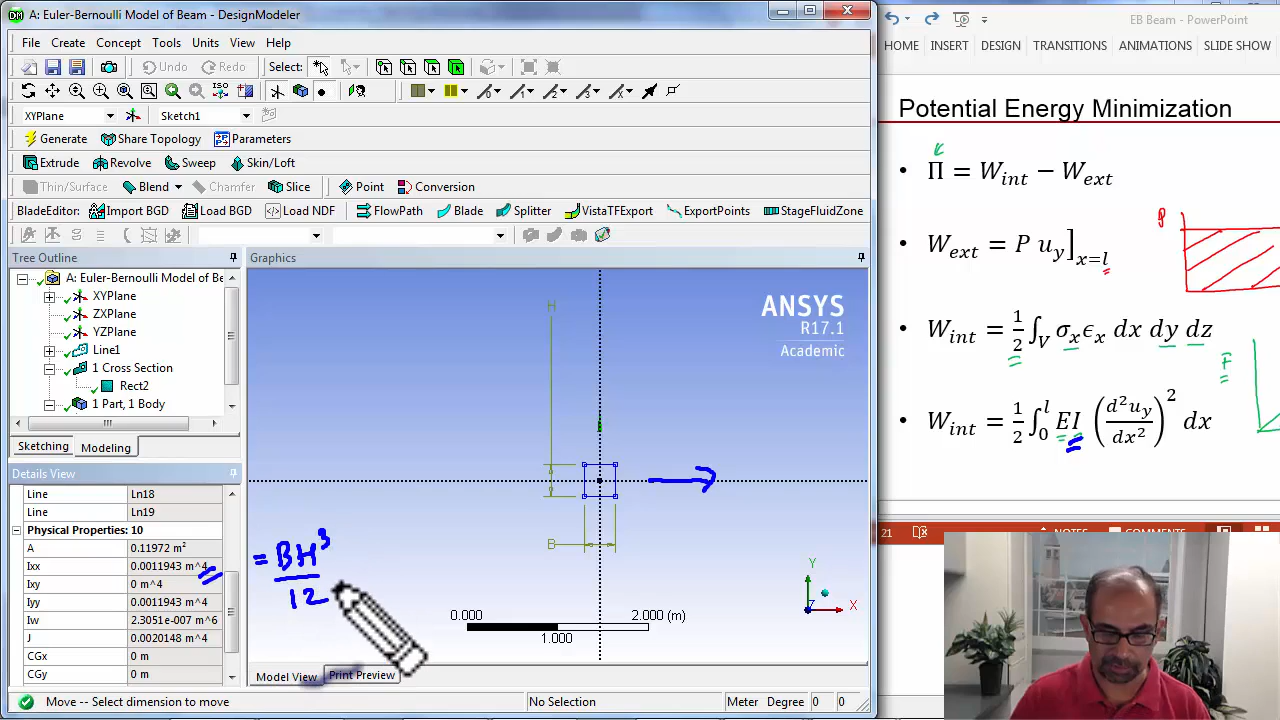 A: Euler-Bernoulli Model of Beam - DesignModeler
File Create Concept Tools Units View Help
Undo Redo Select:
XYPlane Sketch1
Generate Share Topology Parameters
Extrude Revolve Sweep Skin/Loft
Thin/Surface Blend Chamfer Slice Point Conversion
BladeEditor: Import BGD Load BGD Load NDF FlowPath Blade Splitter VistaTFExport ExportPoints StageFluidZone
Tree Outline
A: Euler-Bernoulli Model of Be
XYPlane
ZXPlane
YZPlane
Line1
1 Cross Section
Rect2
1 Part, 1 Body
Sketching Modeling
Details View
Line Ln18
Line Ln19
Physical Properties: 10
A 0.11972 m²
Ixx 0.0011943 m^4
Ixy 0 m^4
Iyy 0.0011943 m^4
Iw 2.3051e-007 m^6
J 0.0020148 m^4
CGx 0 m
CGy 0 m
Graphics
H
ANSYS
R17.1
Academic
B
= BH³
12
Y
X
Z
0.000 2.000 (m)
1.000
Model View Print Preview
Move -- Select dimension to move No Selection Meter Degree 0 0
EB Beam - PowerPoint
HOME INSERT DESIGN TRANSITIONS ANIMATIONS SLIDE SHOW
Potential Energy Minimization
• Π = W_int − W_ext
• W_ext = P u_y]_{x=l}
P
• W_int = 1/2 ∫_V σ_x ϵ_x dx dy dz
F
• W_int = 1/2 ∫_0^l EI (d²u_y/dx²)² dx
21 NOTES COMMENTS